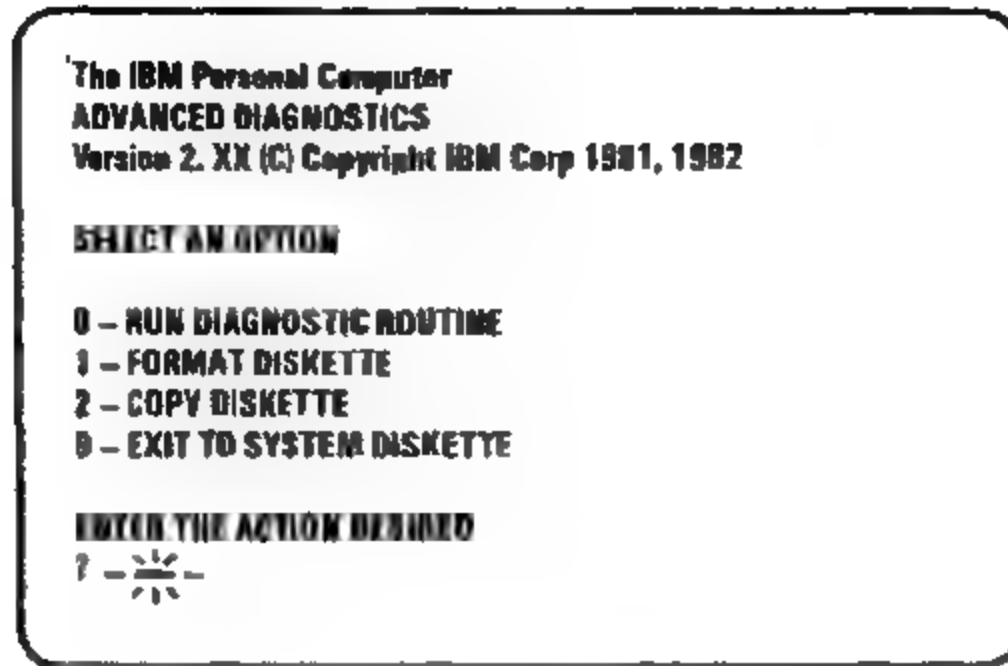 The IBM Personal Computer
ADVANCED DIAGNOSTICS
Version 2. XX (C) Copyright IBM Corp 1981, 1982
SELECT AN OPTION
0 – RUN DIAGNOSTIC ROUTINE
1 – FORMAT DISKETTE
2 – COPY DISKETTE
9 – EXIT TO SYSTEM DISKETTE
ENTER THE ACTION DESIRED
? –